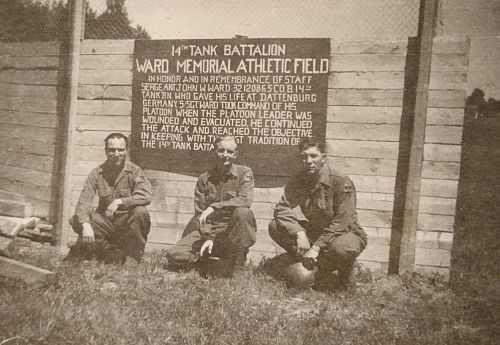 14TH TANK BATTALION
WARD MEMORIAL ATHLETIC FIELD
IN HONOR AND IN REMEMBRANCE OF STAFF
SERGEANT JOHN W WARD 32120865 CO. B. 14TH
TANK BN. WHO GAVE HIS LIFE AT DATTENBURG
GERMANY. S/SGT WARD TOOK COMMAND OF HIS
PLATOON WHEN THE PLATOON LEADER WAS
WOUNDED AND EVACUATED, HE CONTINUED
THE ATTACK AND REACHED THE OBJECTIVE
IN KEEPING WITH TRADITION OF
THE 14TH TANK